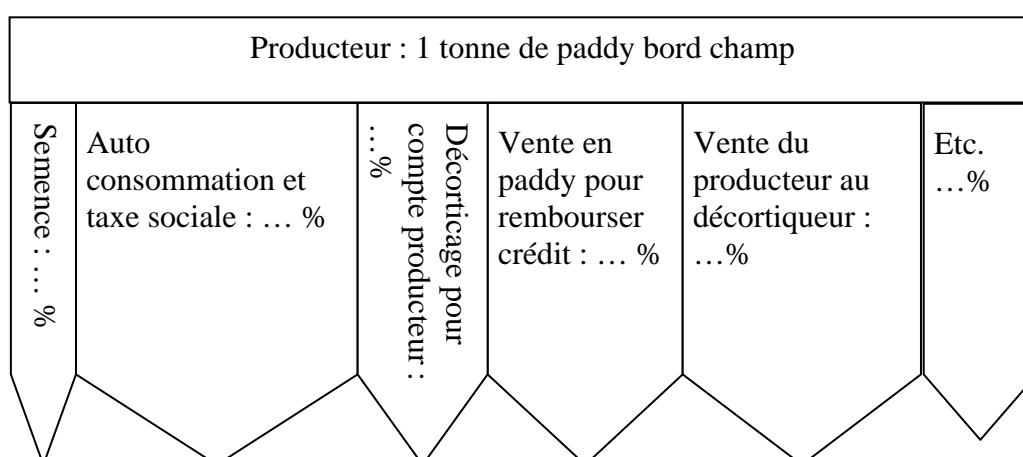 Producteur : 1 tonne de paddy bord champ
Semence : … %
Auto
consommation et
taxe sociale : … %
Décorticage pour
compte producteur :
…%
Vente en
paddy pour
rembourser
crédit : … %
Vente du
producteur au
décortiqueur :
…%
Etc.
…%